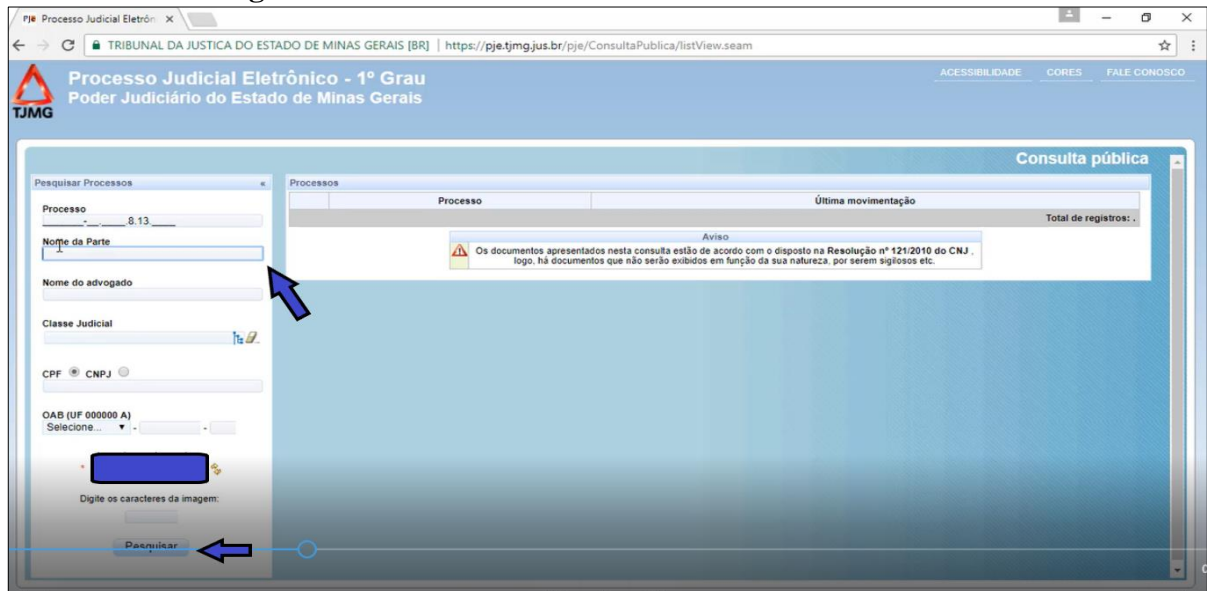 PJe Processo Judicial Eletrôn
TRIBUNAL DA JUSTICA DO ESTADO DE MINAS GERAIS [BR] | https://pje.tjmg.jus.br/pje/ConsultaPublica/listView.seam
Processo Judicial Eletrônico - 1º Grau
Poder Judiciário do Estado de Minas Gerais
TJMG
ACESSIBILIDADE CORES FALE CONOSCO
Consulta pública
Pesquisar Processos «
Processo
_______-__.____.8.13.____
Nome da Parte
Nome do advogado
Classe Judicial
CPF CNPJ
OAB (UF 000000 A)
Selecione... - -
*
Digite os caracteres da imagem:
Pesquisar
Processos
Processo Última movimentação
Total de registros: .
Aviso
Os documentos apresentados nesta consulta estão de acordo com o disposto na Resolução nº 121/2010 do CNJ ,
logo, há documentos que não serão exibidos em função da sua natureza, por serem sigilosos etc.